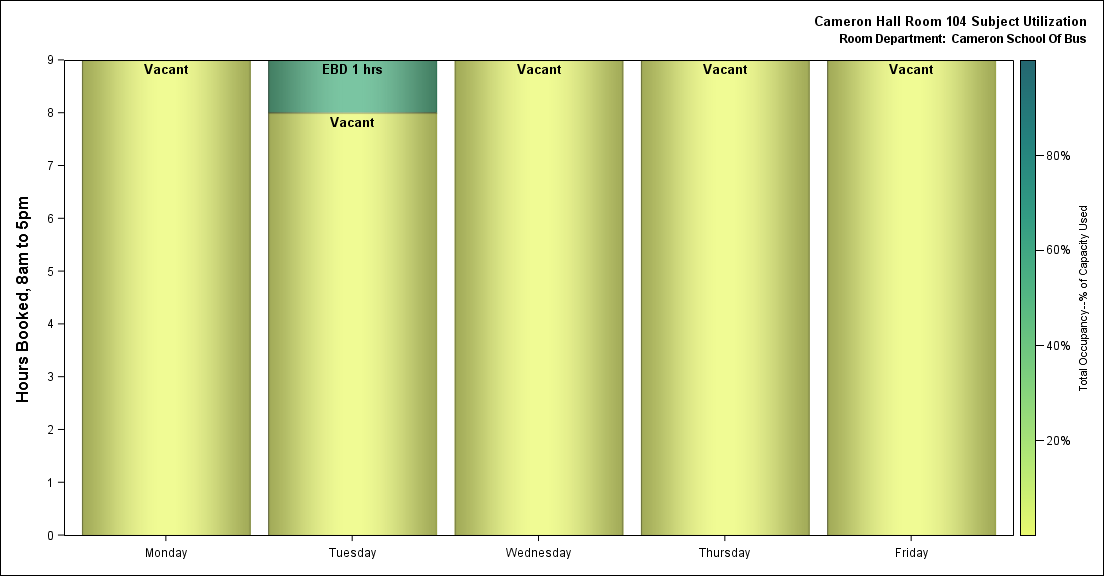 Cameron Hall Room 104 Subject Utilization
Room Department: Cameron School Of Bus
Hours Booked, 8am to 5pm
9
8
7
6
5
4
3
2
1
0
Vacant
EBD 1 hrs
Vacant
Vacant
Vacant
Vacant
Monday
Tuesday
Wednesday
Thursday
Friday
80%
60%
40%
20%
Total Occupancy--% of Capacity Used